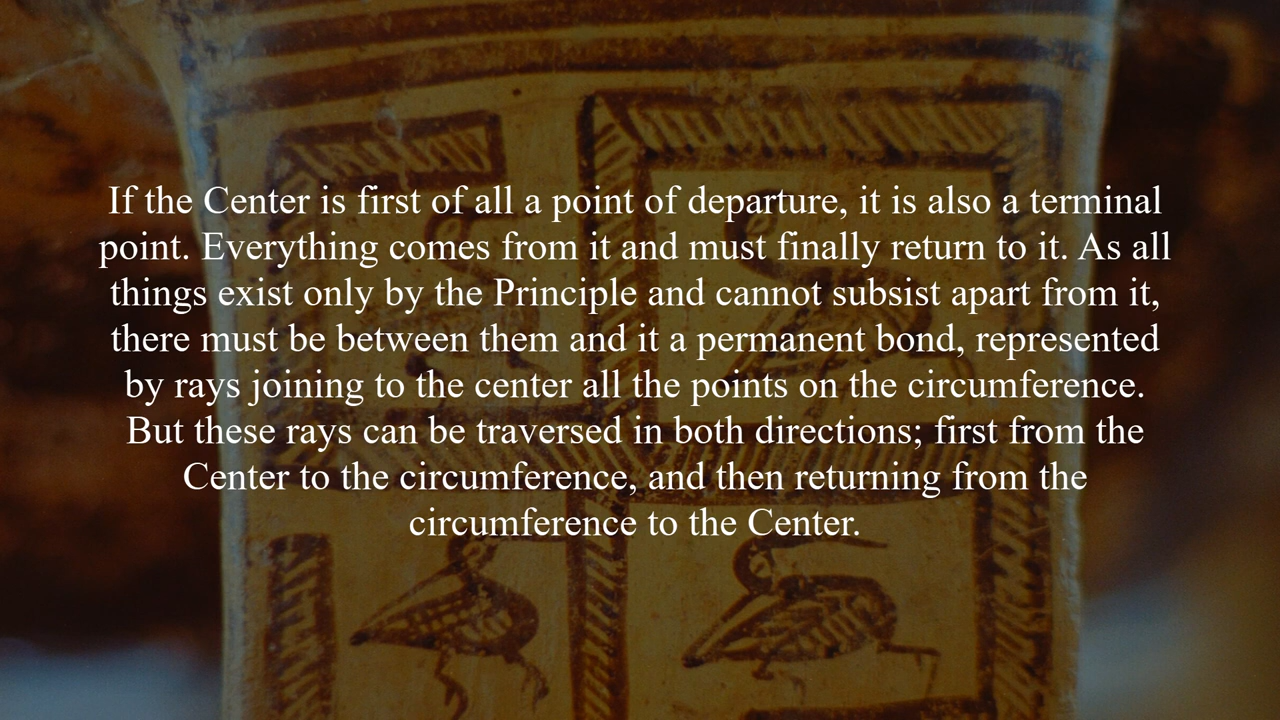 If the Center is first of all a point of departure, it is also a terminal
point. Everything comes from it and must finally return to it. As all
things exist only by the Principle and cannot subsist apart from it,
there must be between them and it a permanent bond, represented
by rays joining to the center all the points on the circumference.
But these rays can be traversed in both directions; first from the
Center to the circumference, and then returning from the
circumference to the Center.